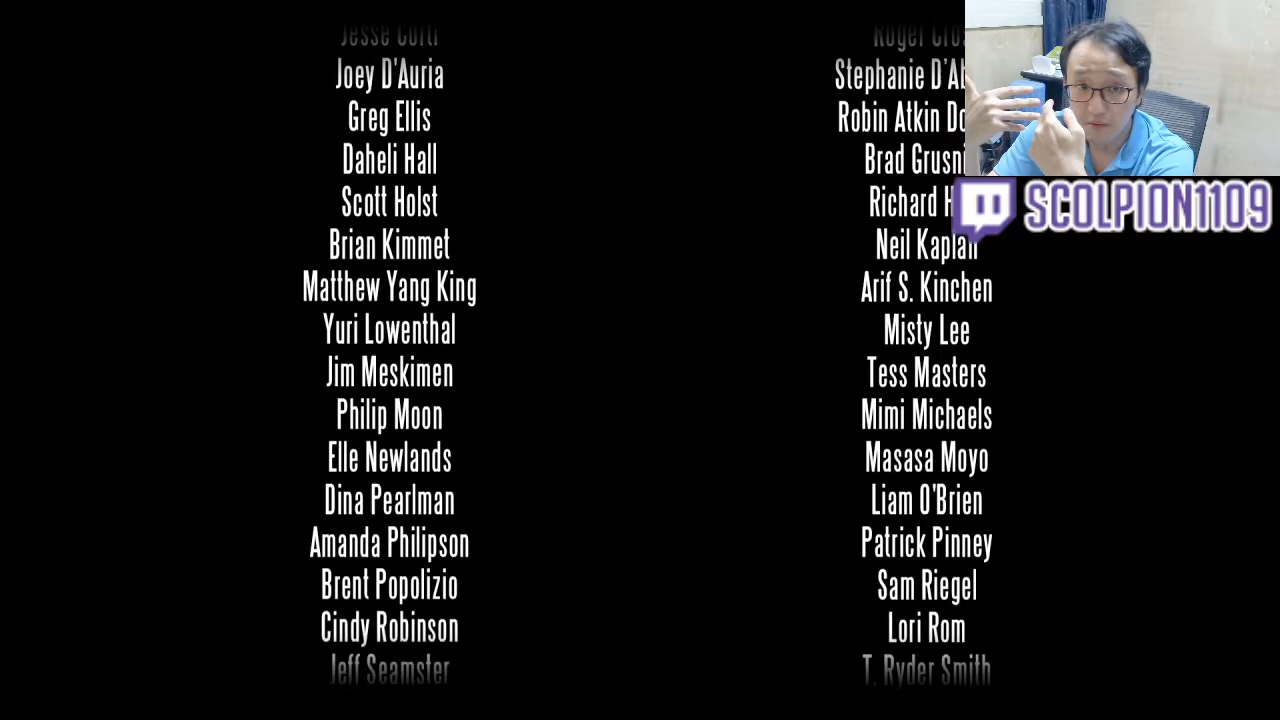 Jesse Corti
Joey D'Auria
Greg Ellis
Daheli Hall
Scott Holst
Brian Kimmet
Matthew Yang King
Yuri Lowenthal
Jim Meskimen
Philip Moon
Elle Newlands
Dina Pearlman
Amanda Philipson
Brent Popolizio
Cindy Robinson
Jeff Seamster
Roger
Stephanie
Robin Atkin
Brad
Richard
Neil Kaplan
Arif S. Kinchen
Misty Lee
Tess Masters
Mimi Michaels
Masasa Moyo
Liam O'Brien
Patrick Pinney
Sam Riegel
Lori Rom
T. Ryder Smith
SCOLPION1109